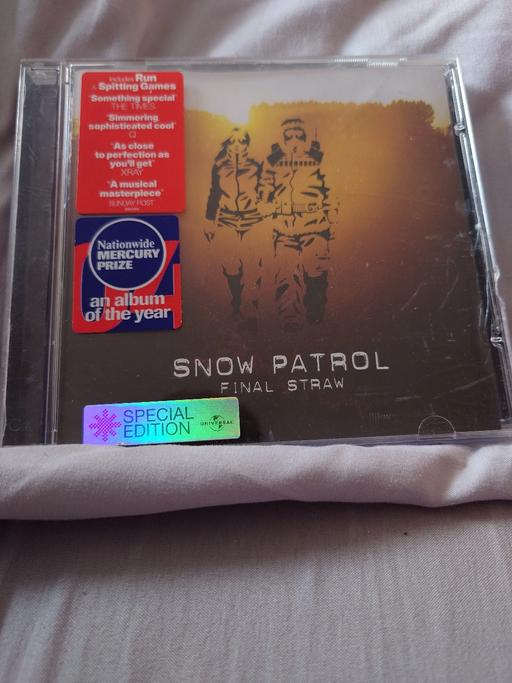 Includes Run
& Spitting Games
"Something special"
THE TIMES
"Simmering
sophisticated cool"
Q
"As close
to perfection as
you'll get"
XRAY
"A musical
masterpiece"
SUNDAY POST
Nationwide
MERCURY
PRIZE
an album
of the year
SNOW PATROL
FINAL STRAW
SPECIAL
EDITION
UNIVERSAL